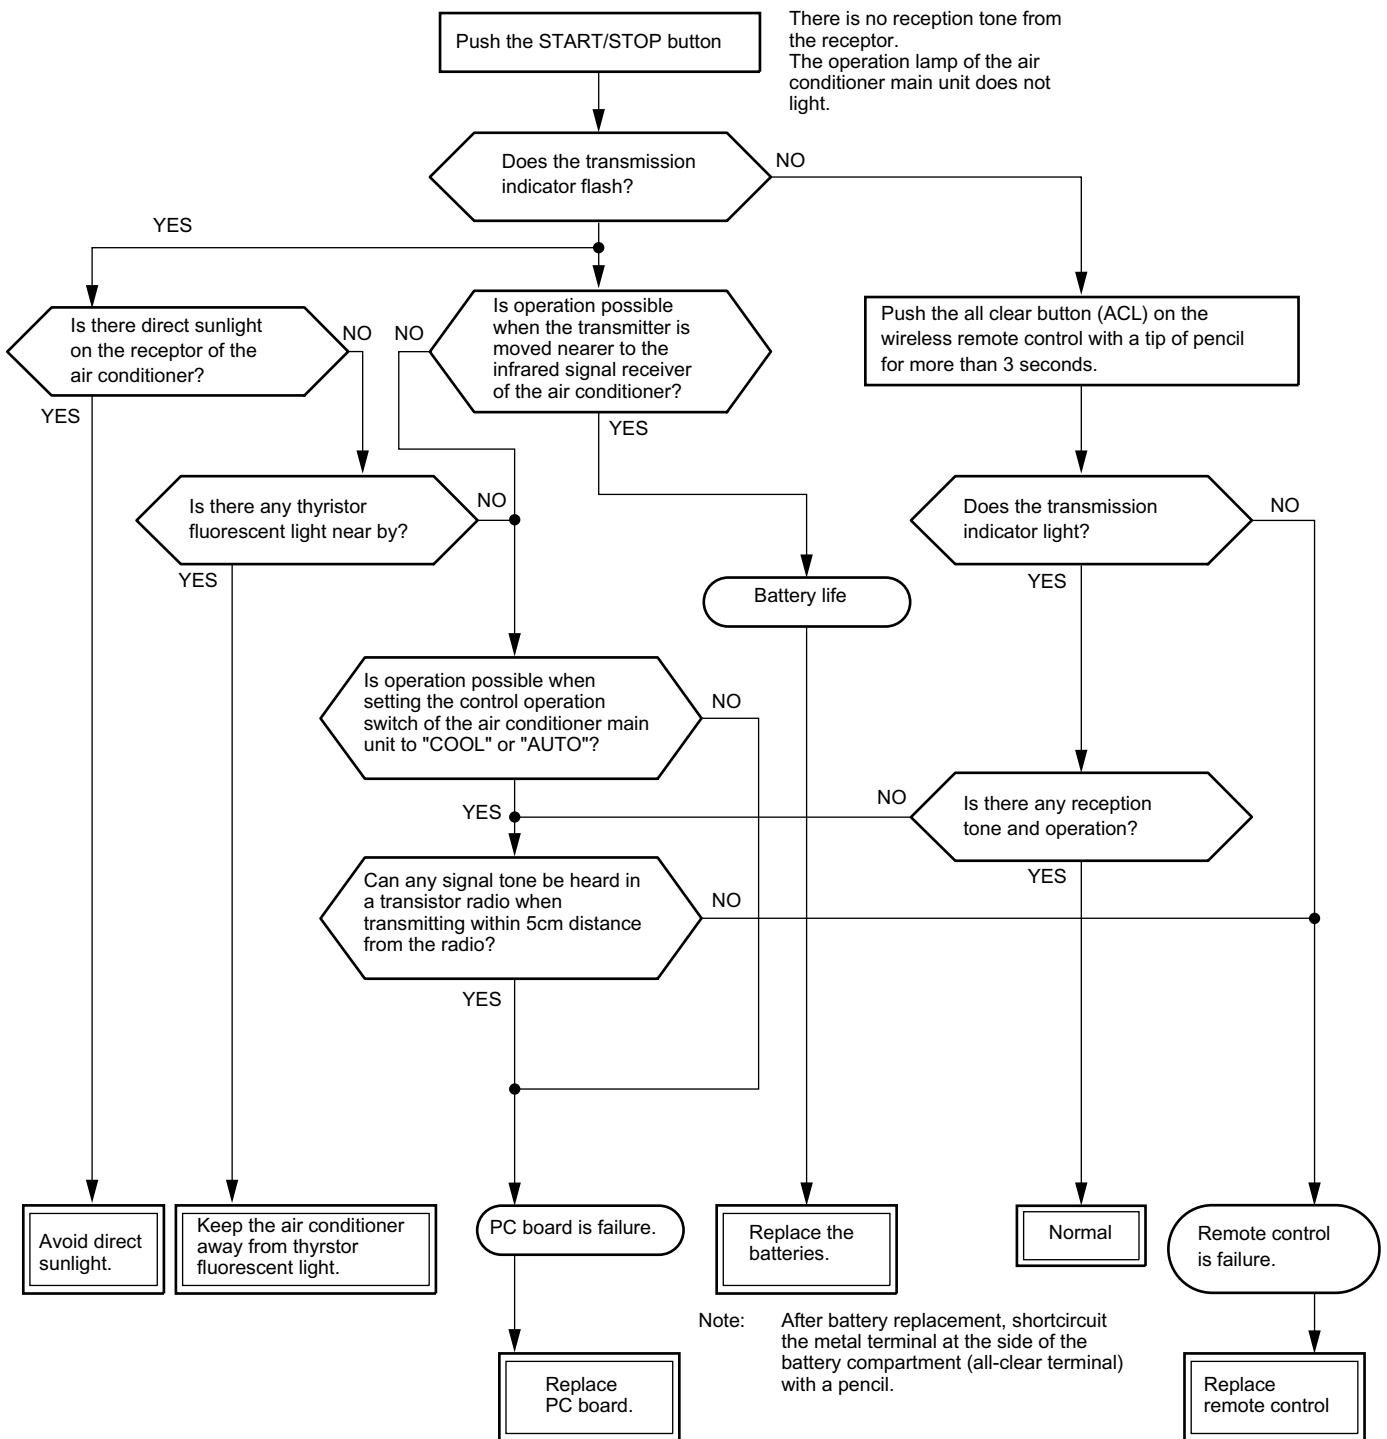 Push the START/STOP button
There is no reception tone from
the receptor.
The operation lamp of the air
conditioner main unit does not
light.
Does the transmission
indicator flash?
NO
YES
Is there direct sunlight
on the receptor of the
air conditioner?
NO
YES
NO
Is operation possible
when the transmitter is
moved nearer to the
infrared signal receiver
of the air conditioner?
YES
Push the all clear button (ACL) on the
wireless remote control with a tip of pencil
for more than 3 seconds.
Is there any thyristor
fluorescent light near by?
NO
YES
Does the transmission
indicator light?
NO
YES
Battery life
Is operation possible when
setting the control operation
switch of the air conditioner main
unit to "COOL" or "AUTO"?
NO
YES
NO
Is there any reception
tone and operation?
YES
Can any signal tone be heard in
a transistor radio when
transmitting within 5cm distance
from the radio?
NO
YES
Avoid direct
sunlight.
Keep the air conditioner
away from thyrstor
fluorescent light.
PC board is failure.
Replace the
batteries.
Normal
Remote control
is failure.
Note: After battery replacement, shortcircuit
the metal terminal at the side of the
battery compartment (all-clear terminal)
with a pencil.
Replace
PC board.
Replace
remote control